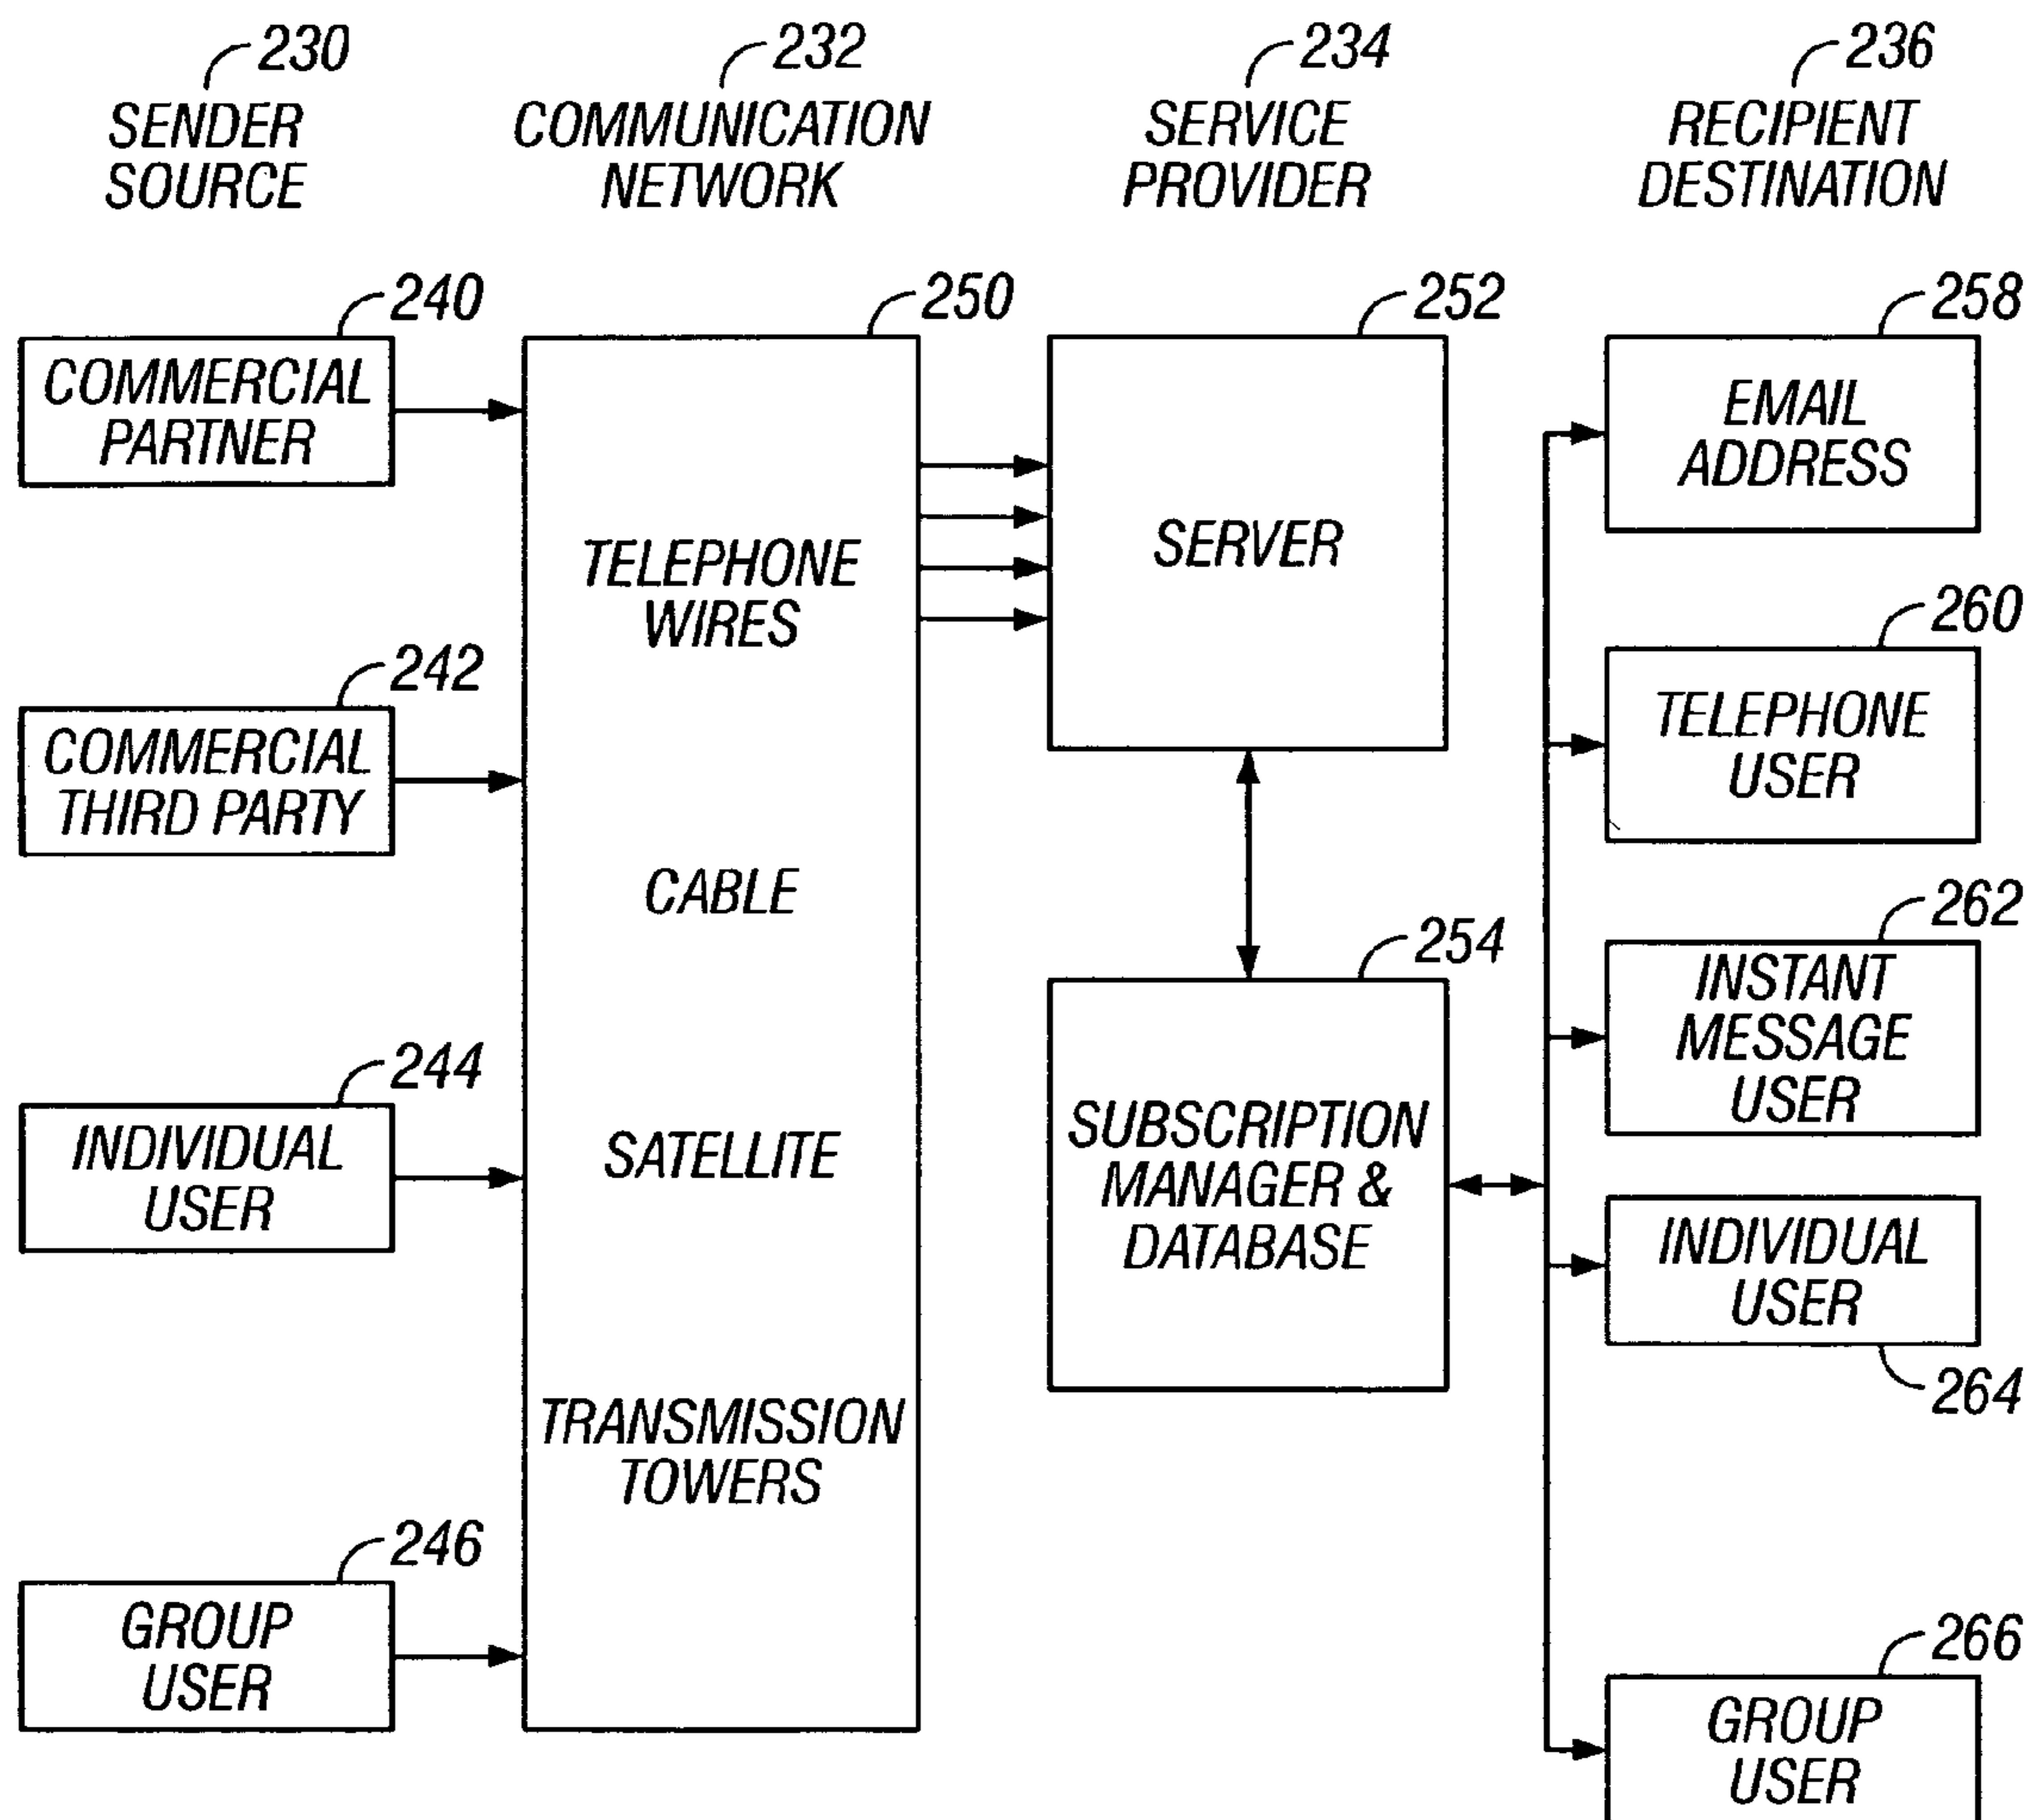 230
SENDER
SOURCE
232
COMMUNICATION
NETWORK
234
SERVICE
PROVIDER
236
RECIPIENT
DESTINATION
240
COMMERCIAL
PARTNER
242
COMMERCIAL
THIRD PARTY
244
INDIVIDUAL
USER
246
GROUP
USER
250
TELEPHONE
WIRES
CABLE
SATELLITE
TRANSMISSION
TOWERS
252
SERVER
254
SUBSCRIPTION
MANAGER &
DATABASE
258
EMAIL
ADDRESS
260
TELEPHONE
USER
262
INSTANT
MESSAGE
USER
INDIVIDUAL
USER
264
266
GROUP
USER